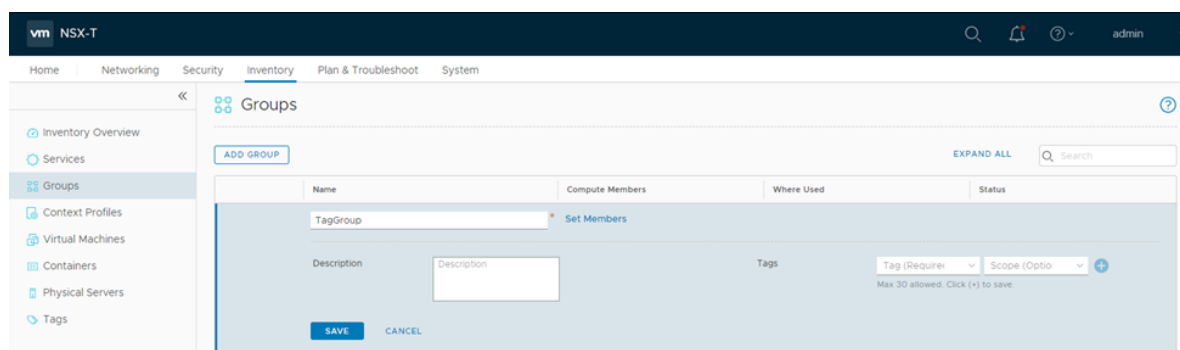 vm NSX-T
admin
Home Networking Security Inventory Plan & Troubleshoot System
Groups
Inventory Overview
Services
Groups
Context Profiles
Virtual Machines
Containers
Physical Servers
Tags
ADD GROUP
EXPAND ALL
Search
Name Compute Members Where Used Status
TagGroup * Set Members
Description Description Tags Tag (Require Scope (Optio
Max 30 allowed. Click (+) to save.
SAVE CANCEL